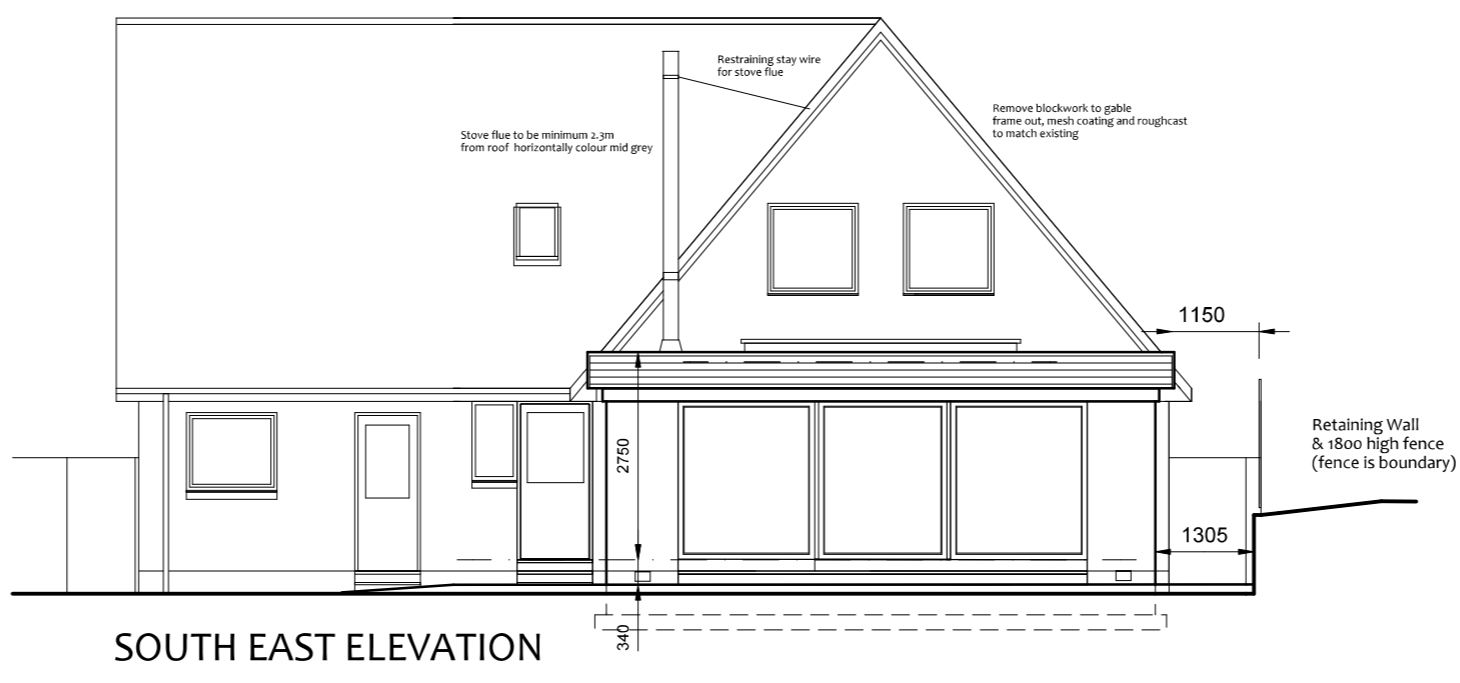 Restraining stay wire
for stove flue
Stove flue to be minimum 2.3m
from roof horizontally colour mid grey
Remove blockwork to gable
frame out, mesh coating and roughcast
to match existing
1150
Retaining Wall
& 1800 high fence
(fence is boundary)
2750
1305
340
SOUTH EAST ELEVATION